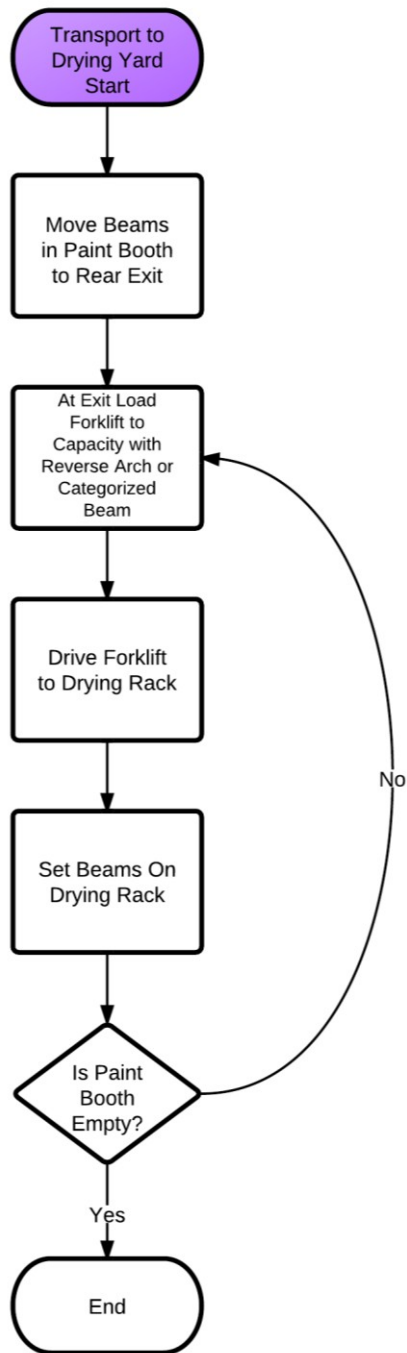 Transport to
Drying Yard
Start
Move Beams
in Paint Booth
to Rear Exit
At Exit Load
Forklift to
Capacity with
Reverse Arch or
Categorized
Beam
Drive Forklift
to Drying Rack
No
Set Beams On
Drying Rack
Is Paint
Booth
Empty?
Yes
End